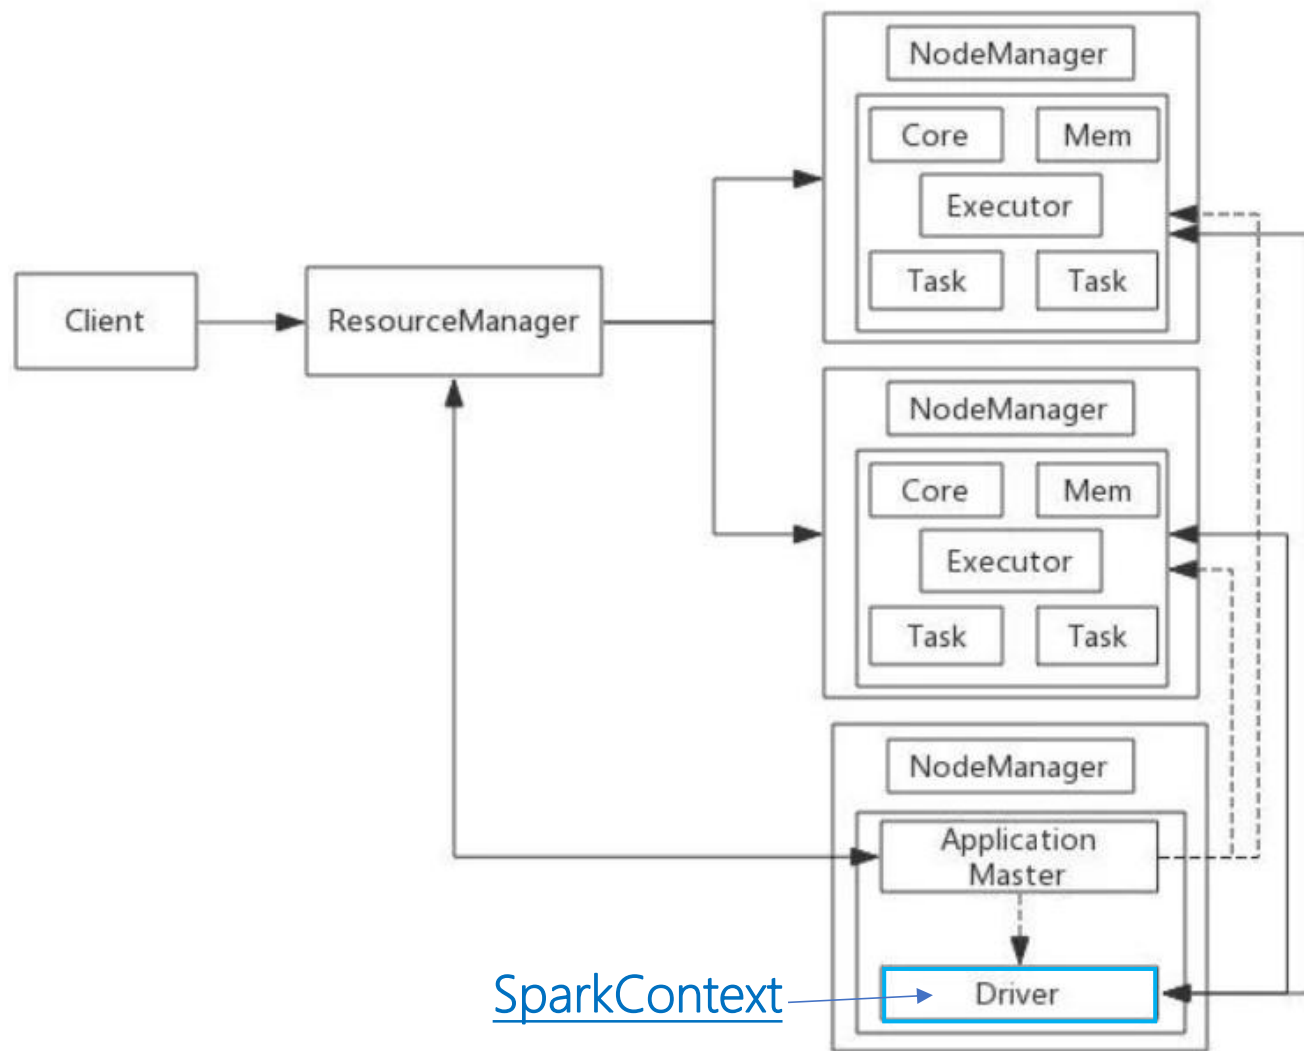 Client
ResourceManager
NodeManager
Core
Mem
Executor
Task
Task
NodeManager
Core
Mem
Executor
Task
Task
NodeManager
Application
Master
Driver
SparkContext